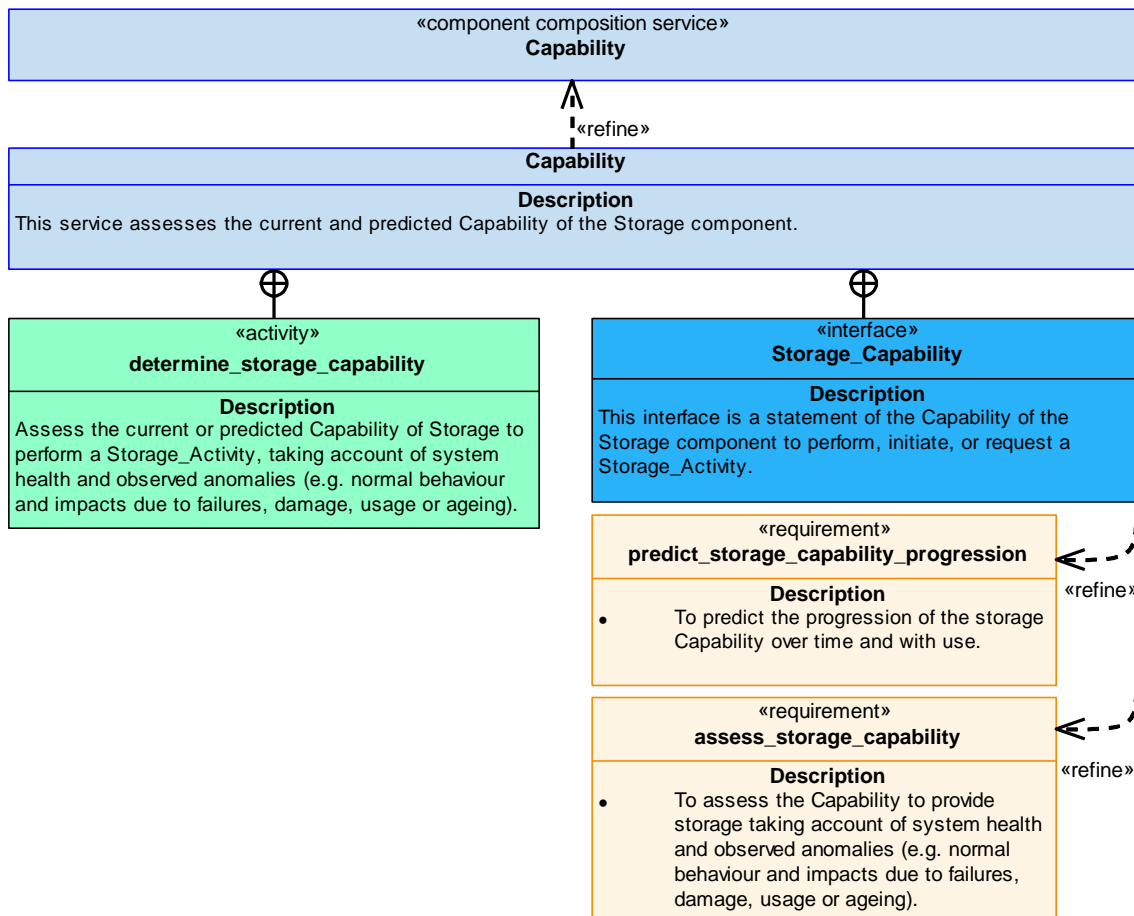 «component composition service»
Capability
«refine»
Capability
Description
This service assesses the current and predicted Capability of the Storage component.
«activity»
determine_storage_capability
Description
Assess the current or predicted Capability of Storage to
perform a Storage_Activity, taking account of system
health and observed anomalies (e.g. normal behaviour
and impacts due to failures, damage, usage or ageing).
«interface»
Storage_Capability
Description
This interface is a statement of the Capability of the
Storage component to perform, initiate, or request a
Storage_Activity.
«requirement»
predict_storage_capability_progression
Description
• To predict the progression of the storage
Capability over time and with use.
«refine»
«requirement»
assess_storage_capability
Description
• To assess the Capability to provide
storage taking account of system health
and observed anomalies (e.g. normal
behaviour and impacts due to failures,
damage, usage or ageing).
«refine»